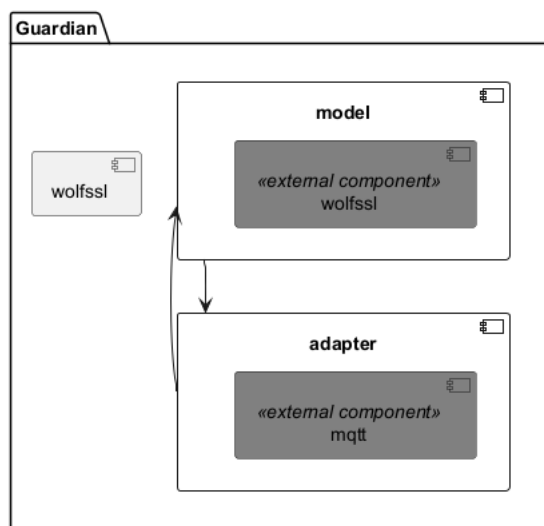 Guardian
model
«external component»
wolfssl
wolfssl
adapter
«external component»
mqtt